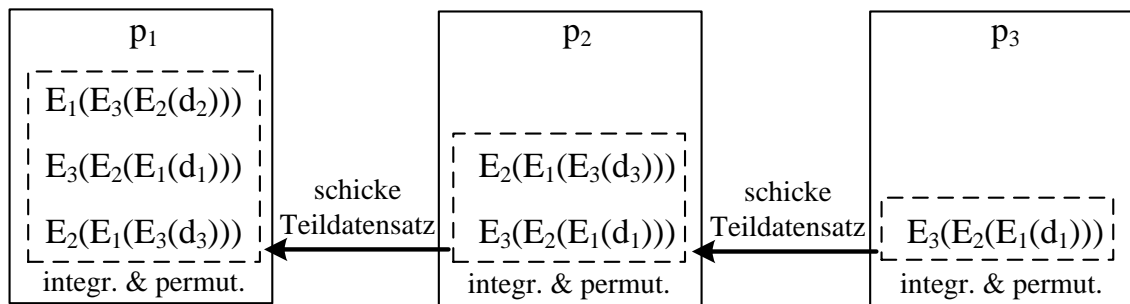 p₁
E₁(E₃(E₂(d₂)))
E₃(E₂(E₁(d₁)))
E₂(E₁(E₃(d₃)))
integr. & permut.
schicke
Teildatensatz
p₂
E₂(E₁(E₃(d₃)))
E₃(E₂(E₁(d₁)))
integr. & permut.
schicke
Teildatensatz
p₃
E₃(E₂(E₁(d₁)))
integr. & permut.